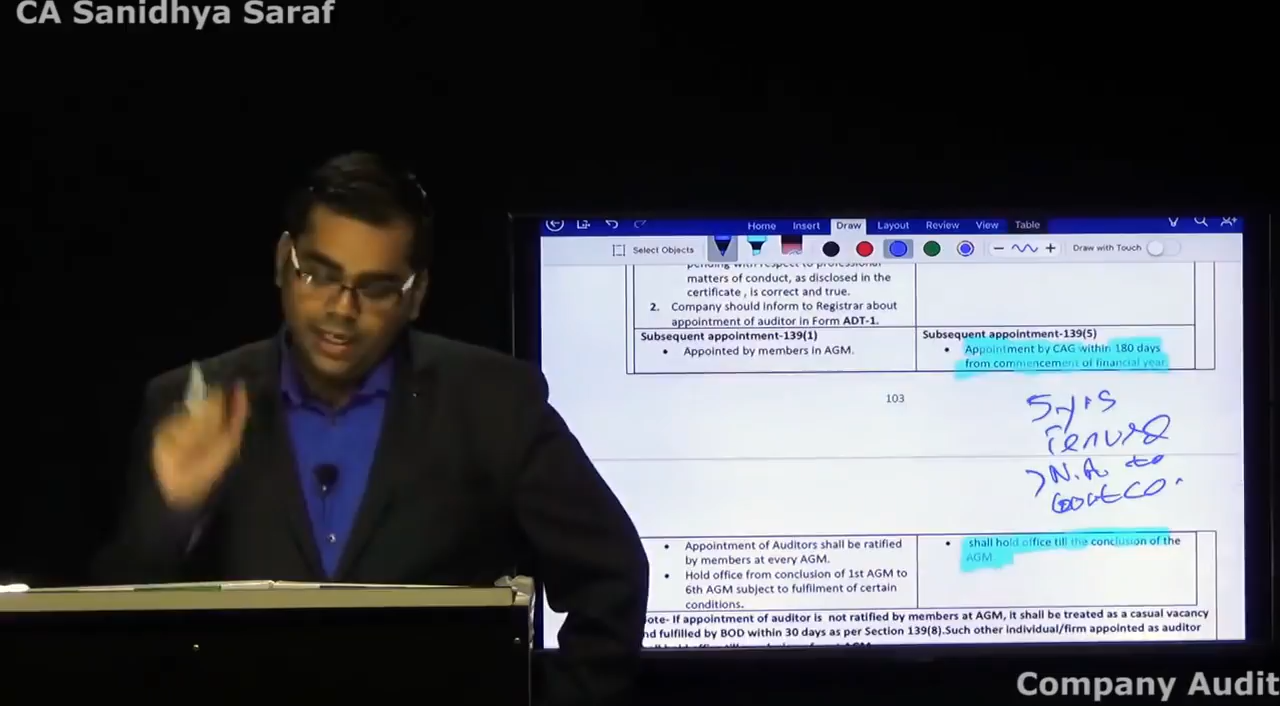 CA Sanidhya Saraf
Home Insert Draw Layout Review View Table
Select Objects
Draw with Touch
matters of conduct, as disclosed in the
certificate , is correct and true.
2. Company should inform to Registrar about
appointment of auditor in Form ADT-1.
Subsequent appointment-139(1)
• Appointed by members in AGM.
Subsequent appointment-139(5)
• Appointment by CAG within 180 days
from commencement of financial year.
103
5 yrs
Tenure
N.A to
Govt Co.
• Appointment of Auditors shall be ratified
by members at every AGM.
• Hold office from conclusion of 1st AGM to
6th AGM subject to fulfilment of certain
conditions.
• shall hold office till the conclusion of the
AGM
Note- If appointment of auditor is not ratified by members at AGM, it shall be treated as a casual vacancy
and fulfilled by BOD within 30 days as per Section 139(8).Such other individual/firm appointed as auditor
Company Audit